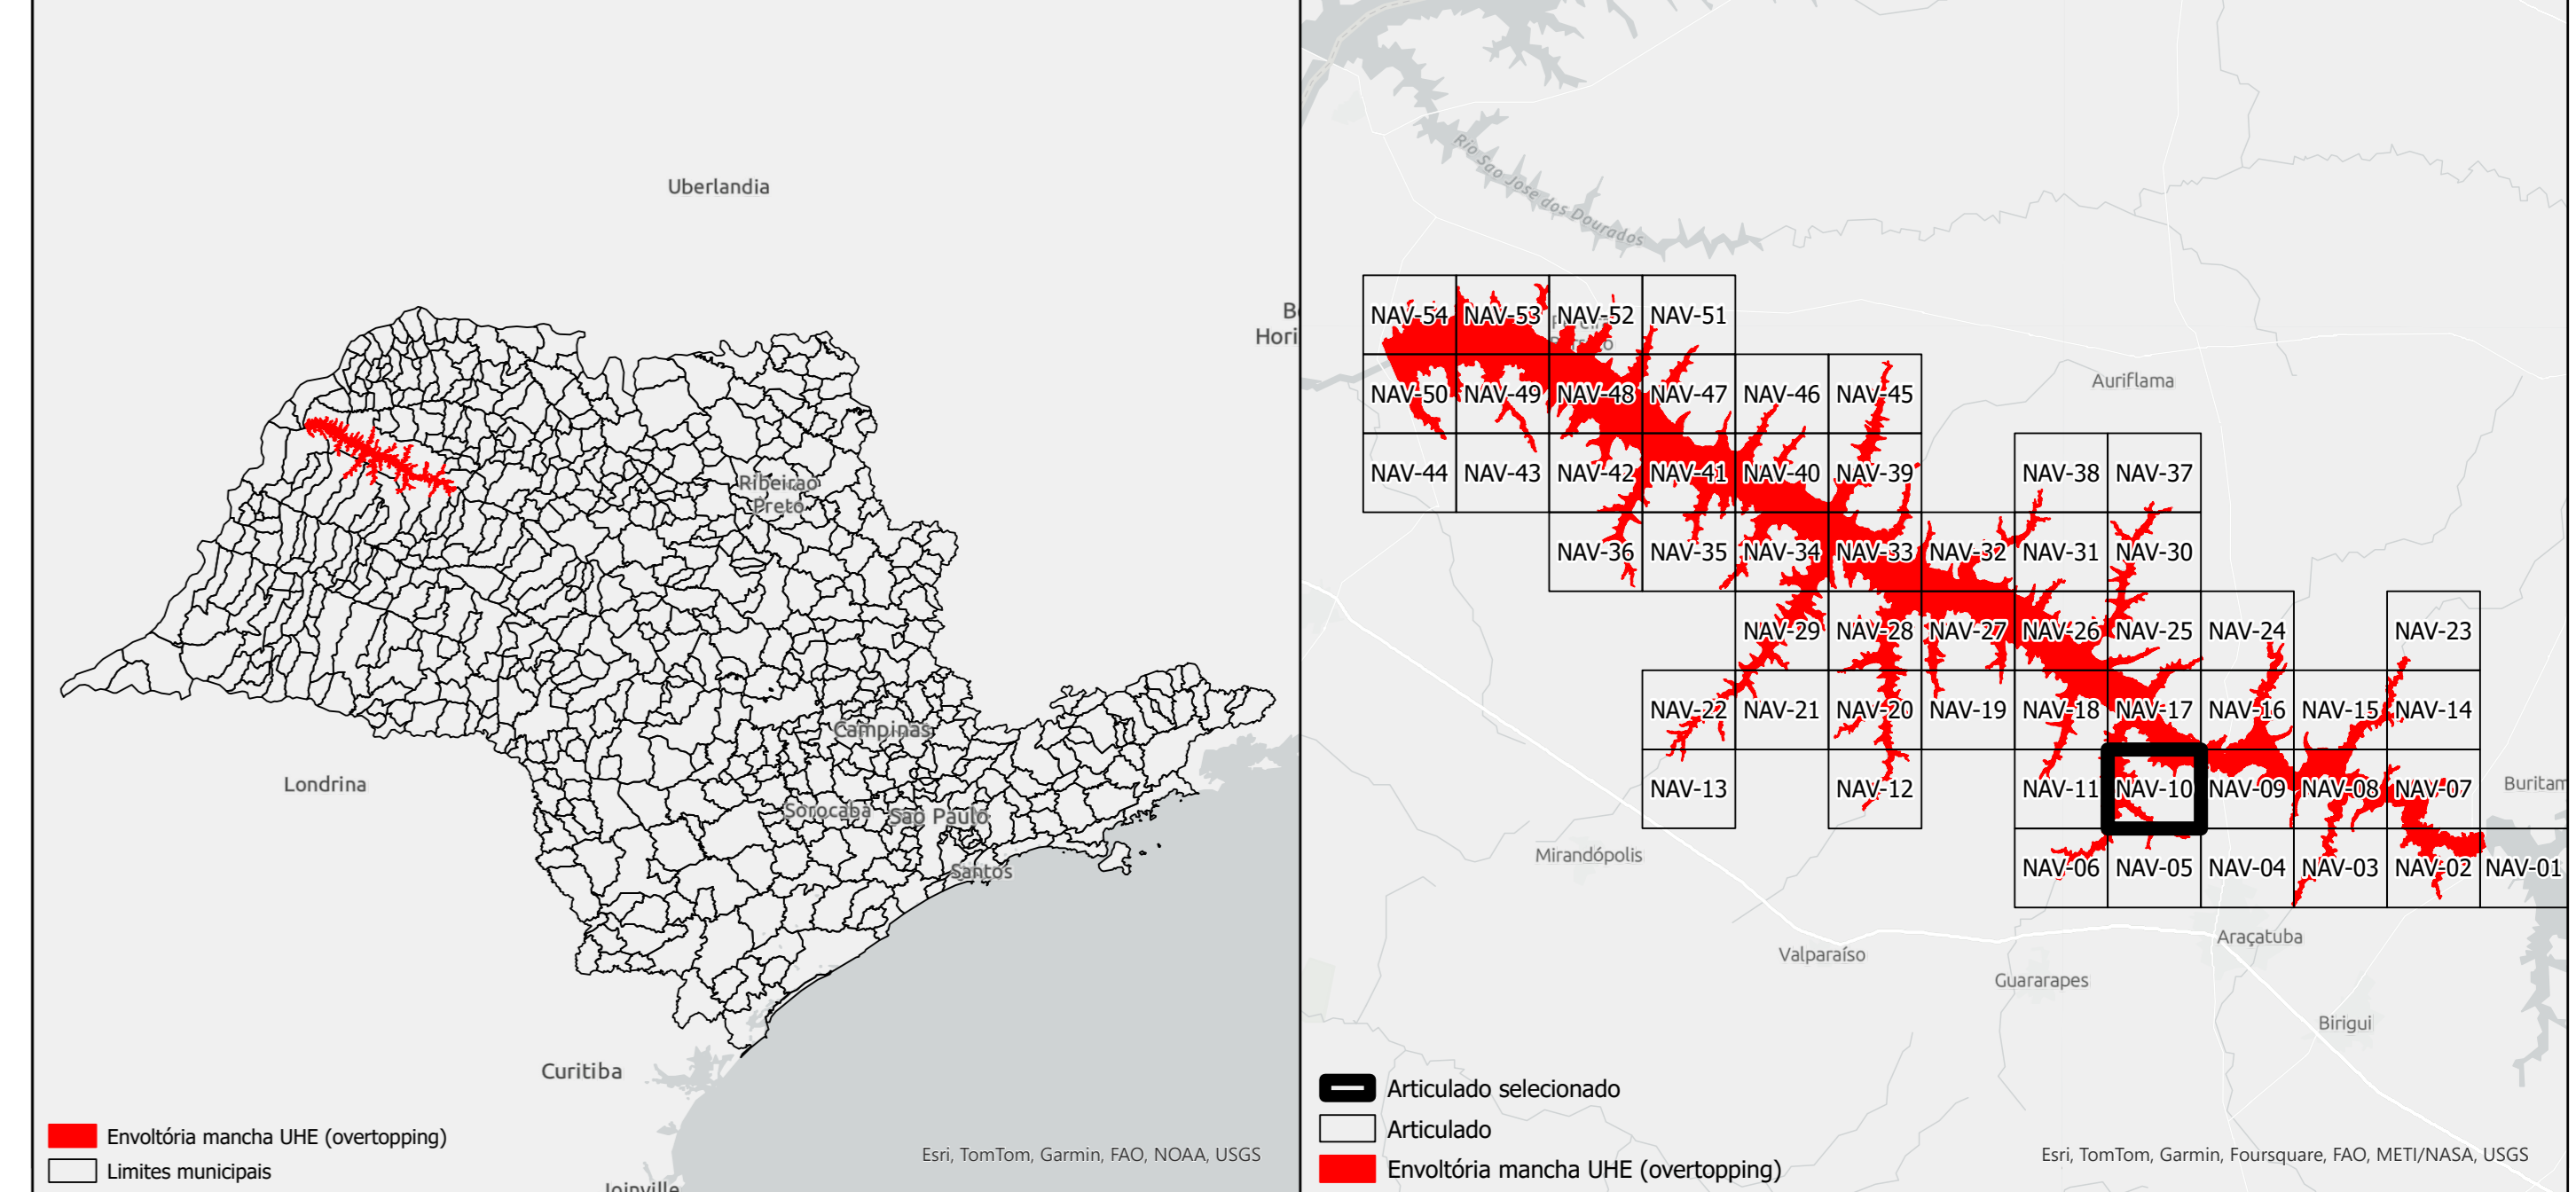 Uberlandia
Ribeirao
Preto
Campinas
Londrina
Sorocaba
Sao Paulo
Santos
Curitiba
Hori
Envoltória mancha UHE (overtopping)
Limites municipais
Esri, TomTom, Garmin, FAO, NOAA, USGS
Rio Sao Jose dos Dourados
NAV-54 NAV-53 NAV-52 NAV-51
NAV-50 NAV-49 NAV-48 NAV-47 NAV-46 NAV-45
Auriflama
NAV-44 NAV-43 NAV-42 NAV-41 NAV-40 NAV-39 NAV-38 NAV-37
NAV-36 NAV-35 NAV-34 NAV-33 NAV-32 NAV-31 NAV-30
NAV-29 NAV-28 NAV-27 NAV-26 NAV-25 NAV-24 NAV-23
NAV-22 NAV-21 NAV-20 NAV-19 NAV-18 NAV-17 NAV-16 NAV-15 NAV-14
NAV-13 NAV-12 NAV-11 NAV-10 NAV-09 NAV-08 NAV-07
Buritam
Mirandópolis
NAV-06 NAV-05 NAV-04 NAV-03 NAV-02 NAV-01
Araçatuba
Valparaíso
Guararapes
Birigui
Articulado selecionado
Articulado
Envoltória mancha UHE (overtopping)
Esri, TomTom, Garmin, Foursquare, FAO, METI/NASA, USGS